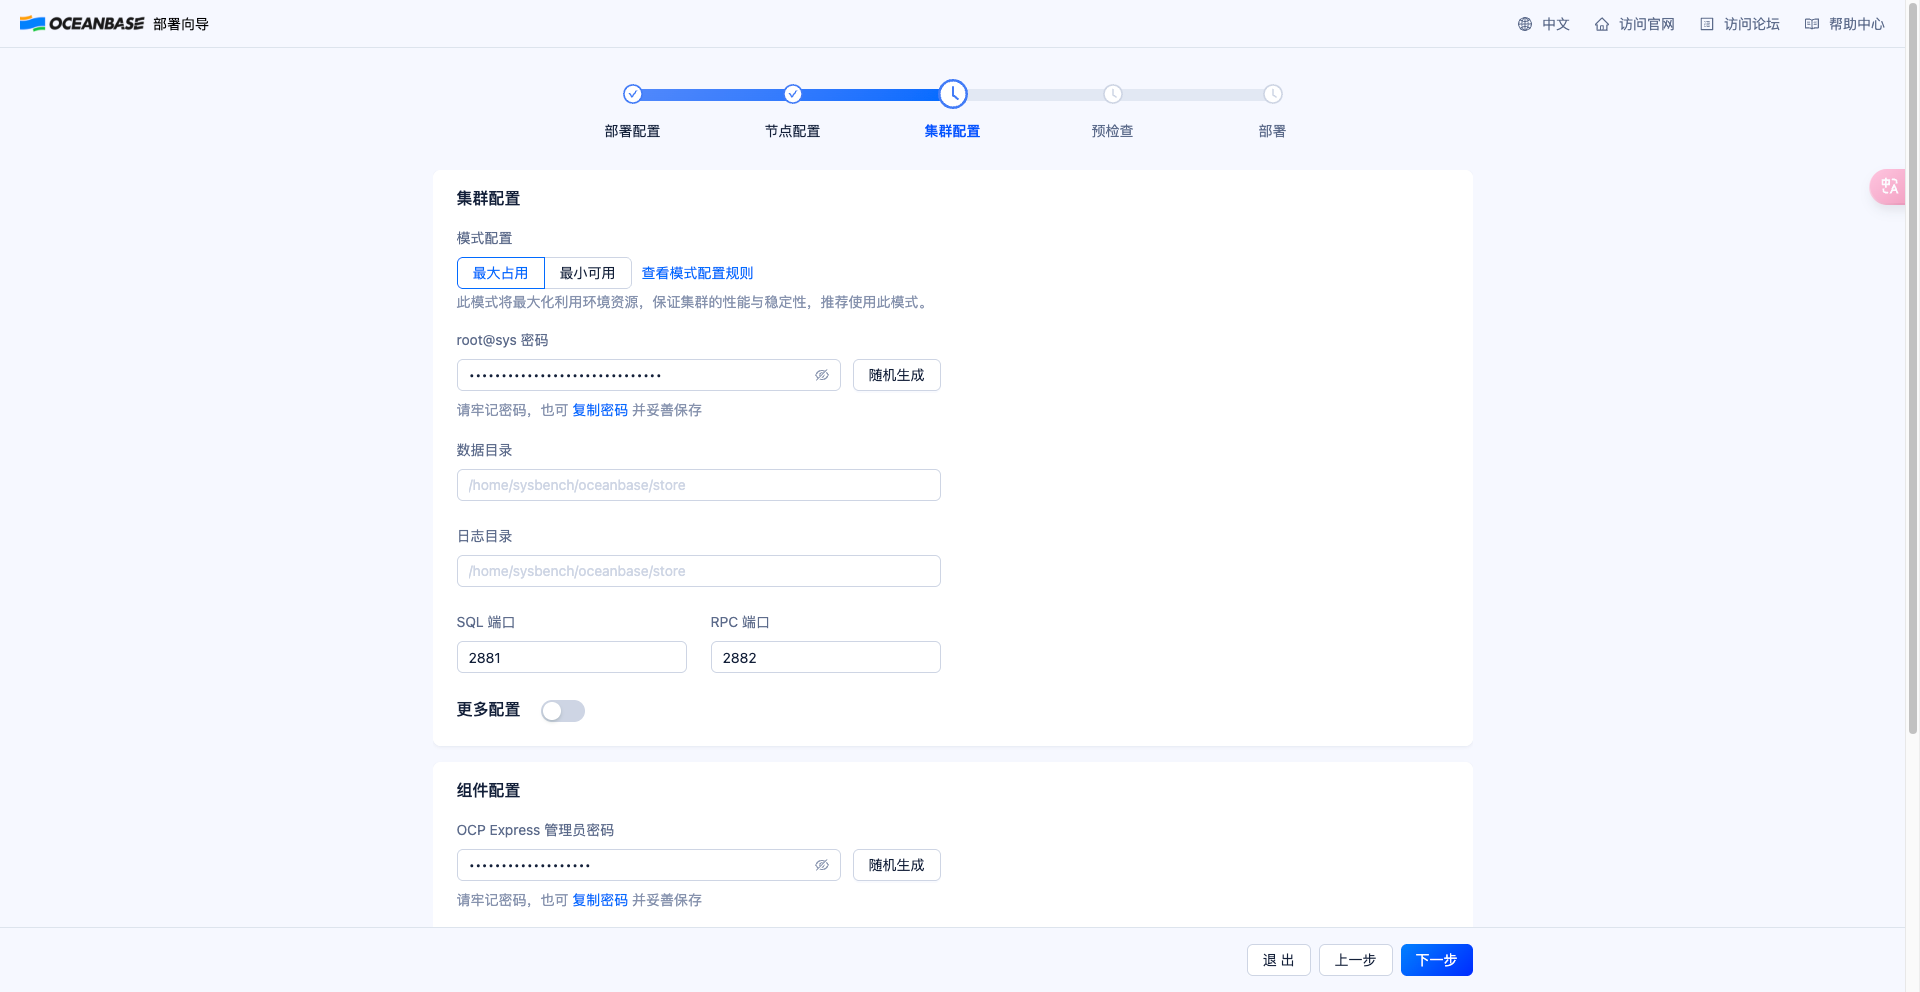 OCEANBASE 部署向导
中文 访问官网 访问论坛 帮助中心
部署配置 节点配置 集群配置 预检查 部署
集群配置
模式配置
最大占用 最小可用 查看模式配置规则
此模式将最大化利用环境资源，保证集群的性能与稳定性，推荐使用此模式。
root@sys 密码
•••••••••••••••••••••••••••••• 随机生成
请牢记密码，也可 复制密码 并妥善保存
数据目录
/home/sysbench/oceanbase/store
日志目录
/home/sysbench/oceanbase/store
SQL 端口 RPC 端口
2881 2882
更多配置
组件配置
OCP Express 管理员密码
••••••••••••••••••• 随机生成
请牢记密码，也可 复制密码 并妥善保存
退 出 上一步 下一步